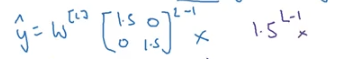 ŷ = W^[L] [1.5 0; 0 1.5]^(L-1) x    1.5^(L-1) x